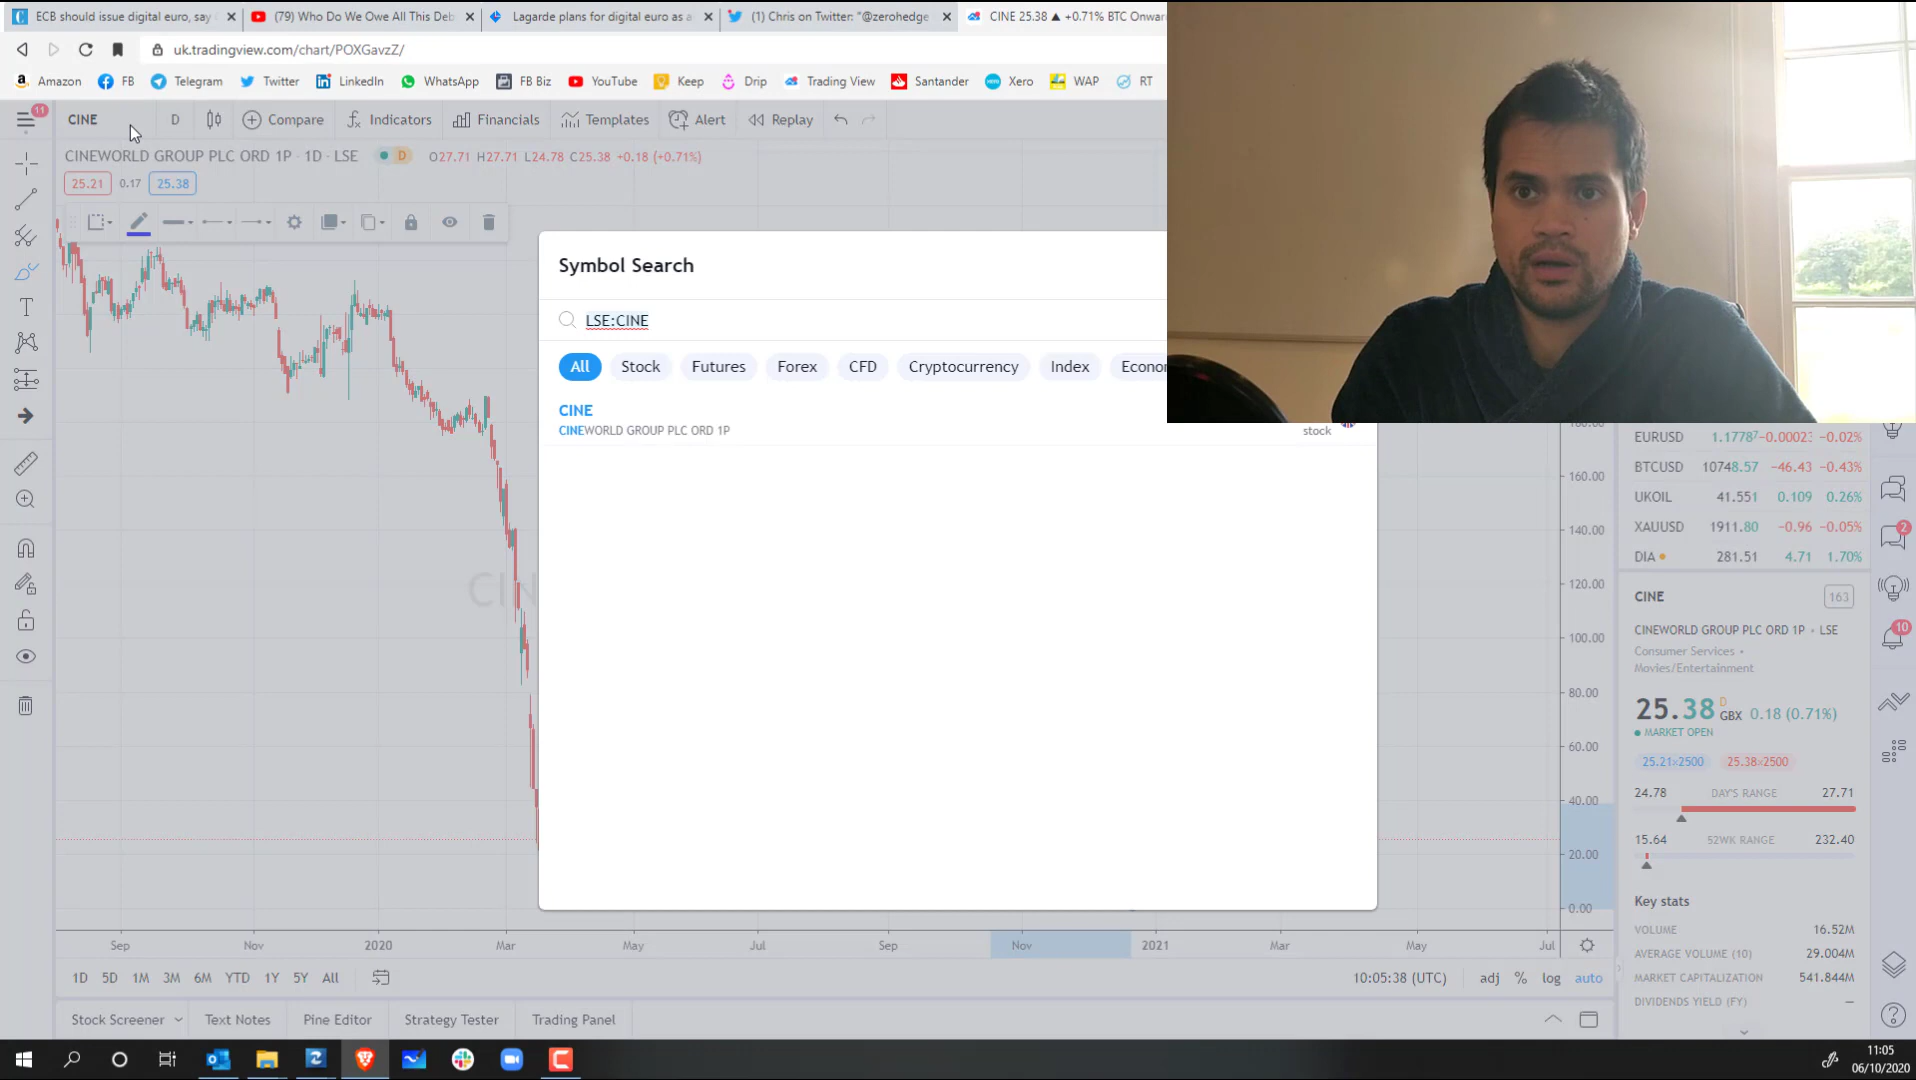 ECB should issue digital euro, say
(79) Who Do We Owe All This Deb
Lagarde plans for digital euro as a
(1) Chris on Twitter: "@zerohedge
CINE 25.38 ▲ +0.71% BTC Onwar
uk.tradingview.com/chart/POXGavzZ/
Amazon FB Telegram Twitter LinkedIn WhatsApp FB Biz YouTube Keep Drip Trading View Santander Xero WAP RT
11
CINE D Compare Indicators Financials Templates Alert Replay
CINEWORLD GROUP PLC ORD 1P · 1D · LSE D O27.71 H27.71 L24.78 C25.38 +0.18 (+0.71%)
25.21 0.17 25.38
Symbol Search
LSE:CINE
All Stock Futures Forex CFD Cryptocurrency Index Econo
CINE
CINEWORLD GROUP PLC ORD 1P
stock
160.00
140.00
120.00
100.00
80.00
60.00
40.00
20.00
0.00
Sep Nov 2020 Mar May Jul Sep Nov 2021 Mar May Jul
1D 5D 1M 3M 6M YTD 1Y 5Y All
10:05:38 (UTC) adj % log auto
Stock Screener Text Notes Pine Editor Strategy Tester Trading Panel
EURUSD 1.17787 -0.00023 -0.02%
BTCUSD 10748.57 -46.43 -0.43%
UKOIL 41.551 0.109 0.26%
XAUUSD 1911.80 -0.96 -0.05%
DIA 281.51 4.71 1.70%
CINE 163
CINEWORLD GROUP PLC ORD 1P • LSE
Consumer Services •
Movies/Entertainment
25.38 D GBX 0.18 (0.71%)
MARKET OPEN
25.21×2500 25.38×2500
24.78 DAY'S RANGE 27.71
15.64 52WK RANGE 232.40
Key stats
VOLUME 16.52M
AVERAGE VOLUME (10) 29.004M
MARKET CAPITALIZATION 541.844M
DIVIDENDS YIELD (FY) —
2
10
11:05
06/10/2020